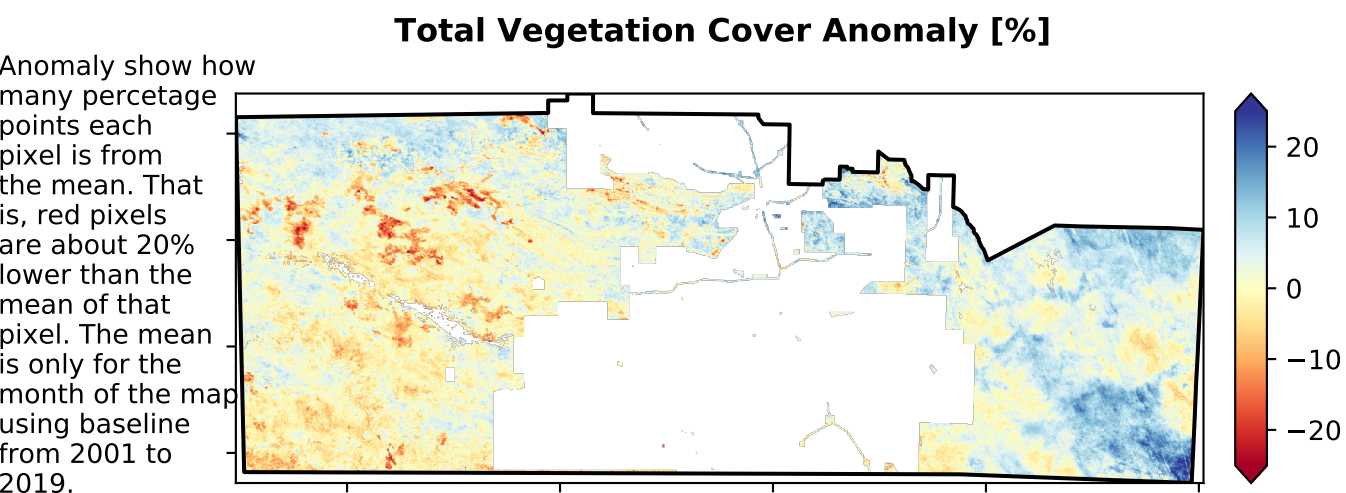 Total Vegetation Cover Anomaly [%]
Anomaly show how
many percetage
points each
pixel is from
the mean. That
is, red pixels
are about 20%
lower than the
mean of that
pixel. The mean
is only for the
month of the map
using baseline
from 2001 to
2019.
20
10
0
−10
−20